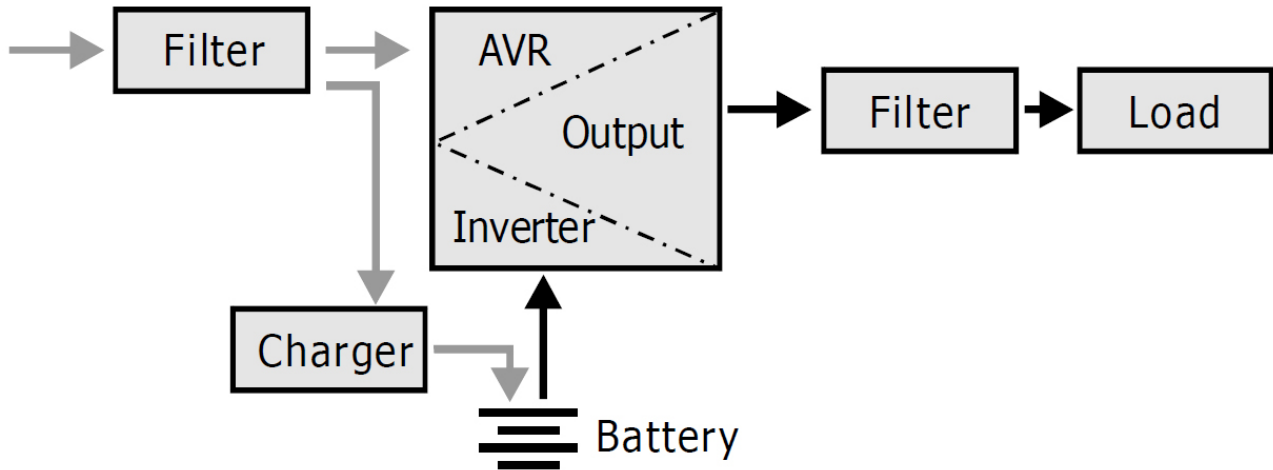 Filter
AVR
Output
Inverter
Filter
Load
Charger
Battery